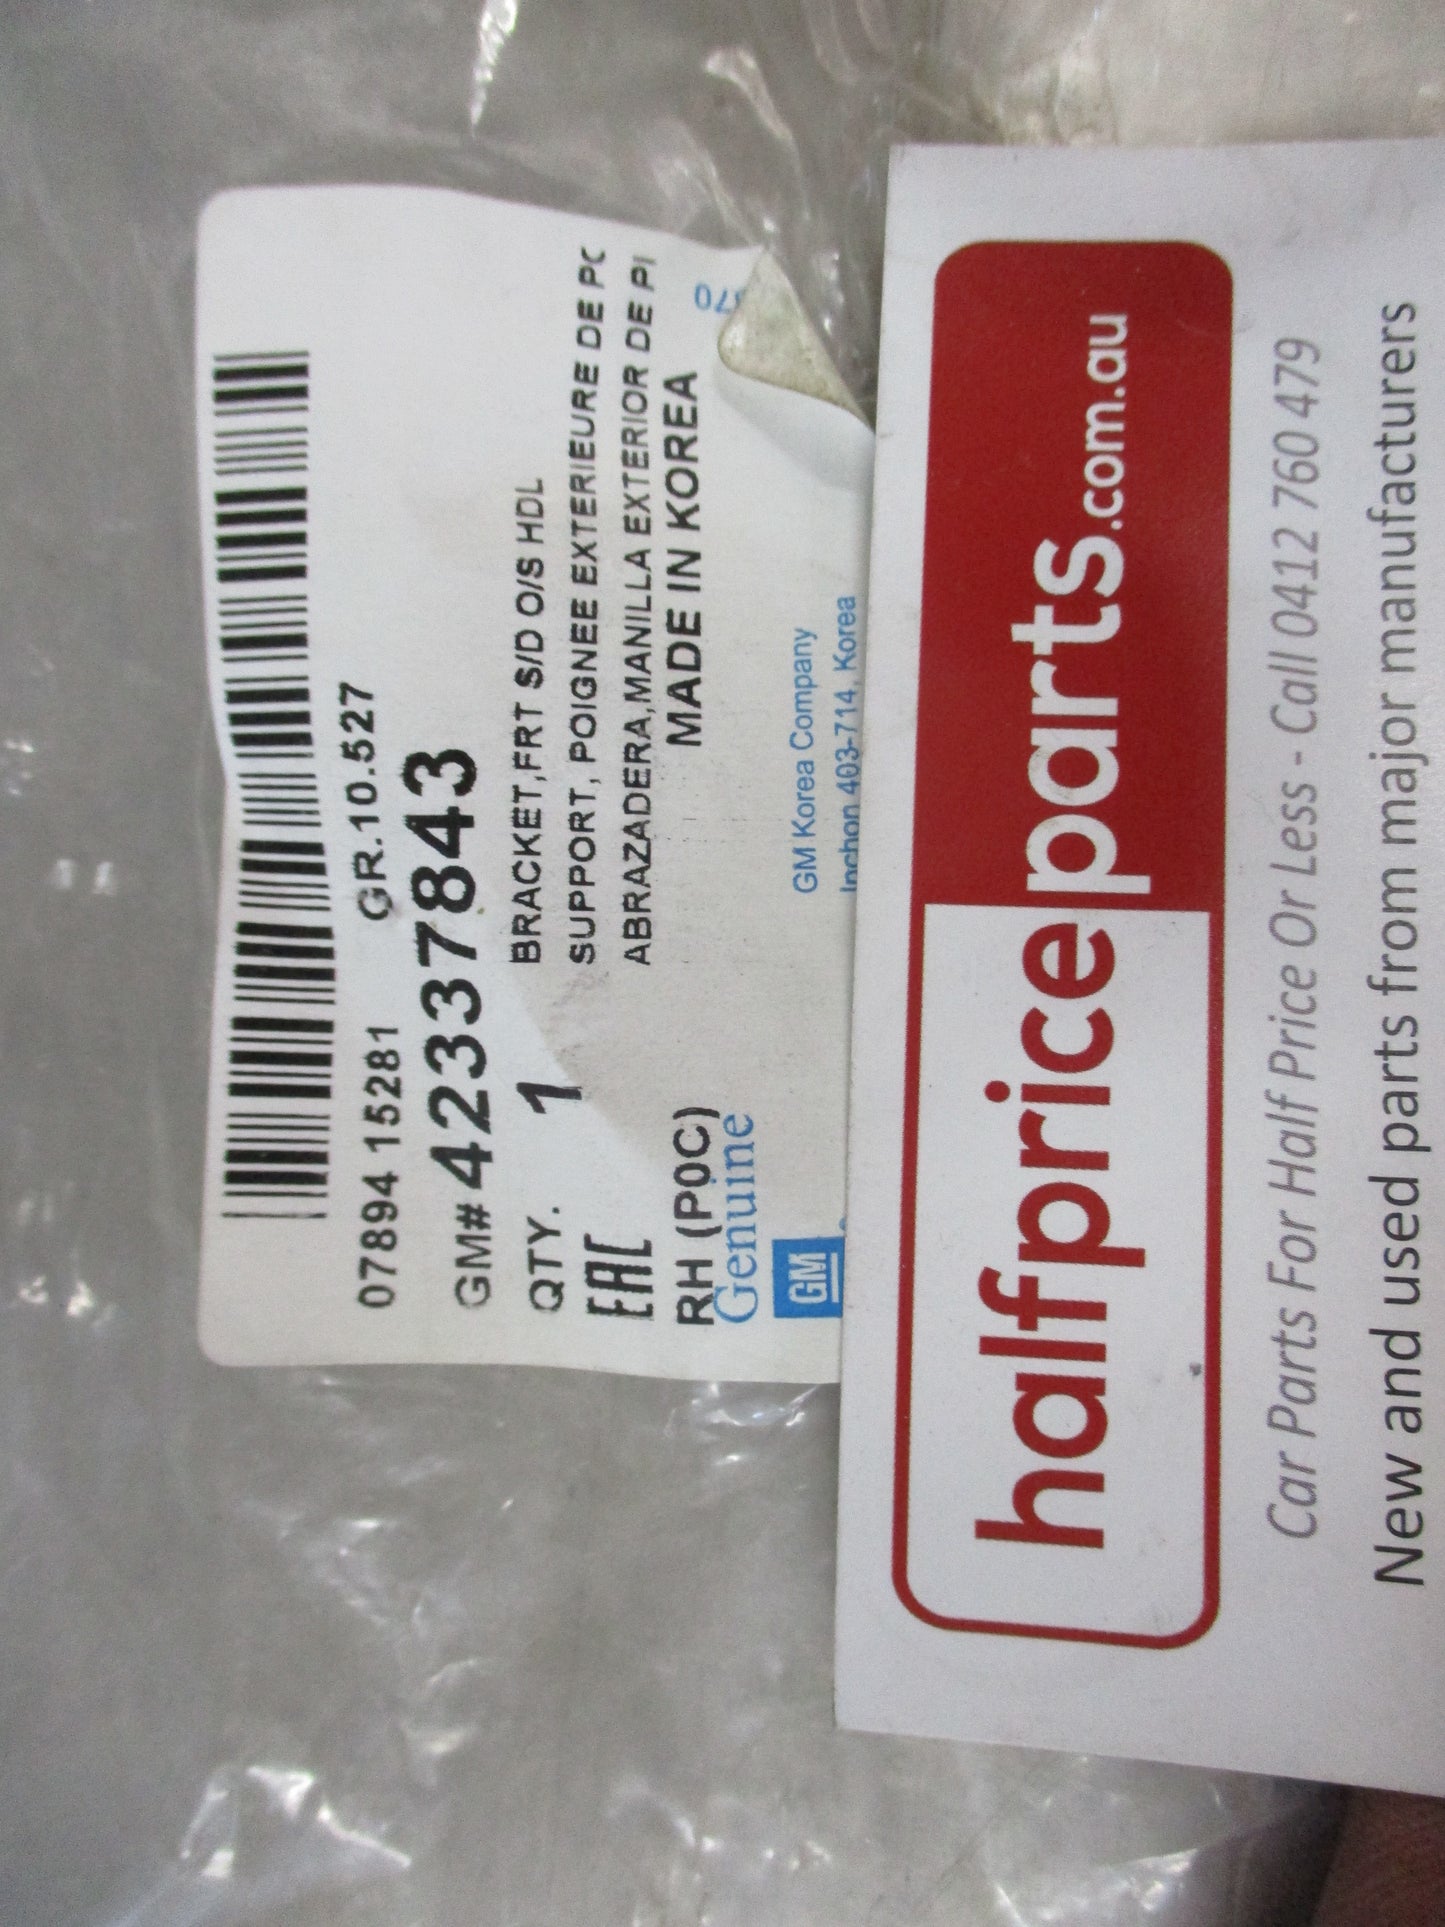 07894 15281 GR.10.527
GM# 42337843
QTY. 1 BRACKET,FRT S/D O/S HDL
SUPPORT, POIGNEE EXTERIEURE DE
ABRAZADERA,MANILLA EXTERIOR DE
EAC
RH (P0C) MADE IN KOREA
Genuine
GM
GM Korea Company
Inchon 403-714, Korea
halfpriceparts.com.au
Car Parts For Half Price Or Less - Call 0412 760 479
New and used parts from major manufacturers